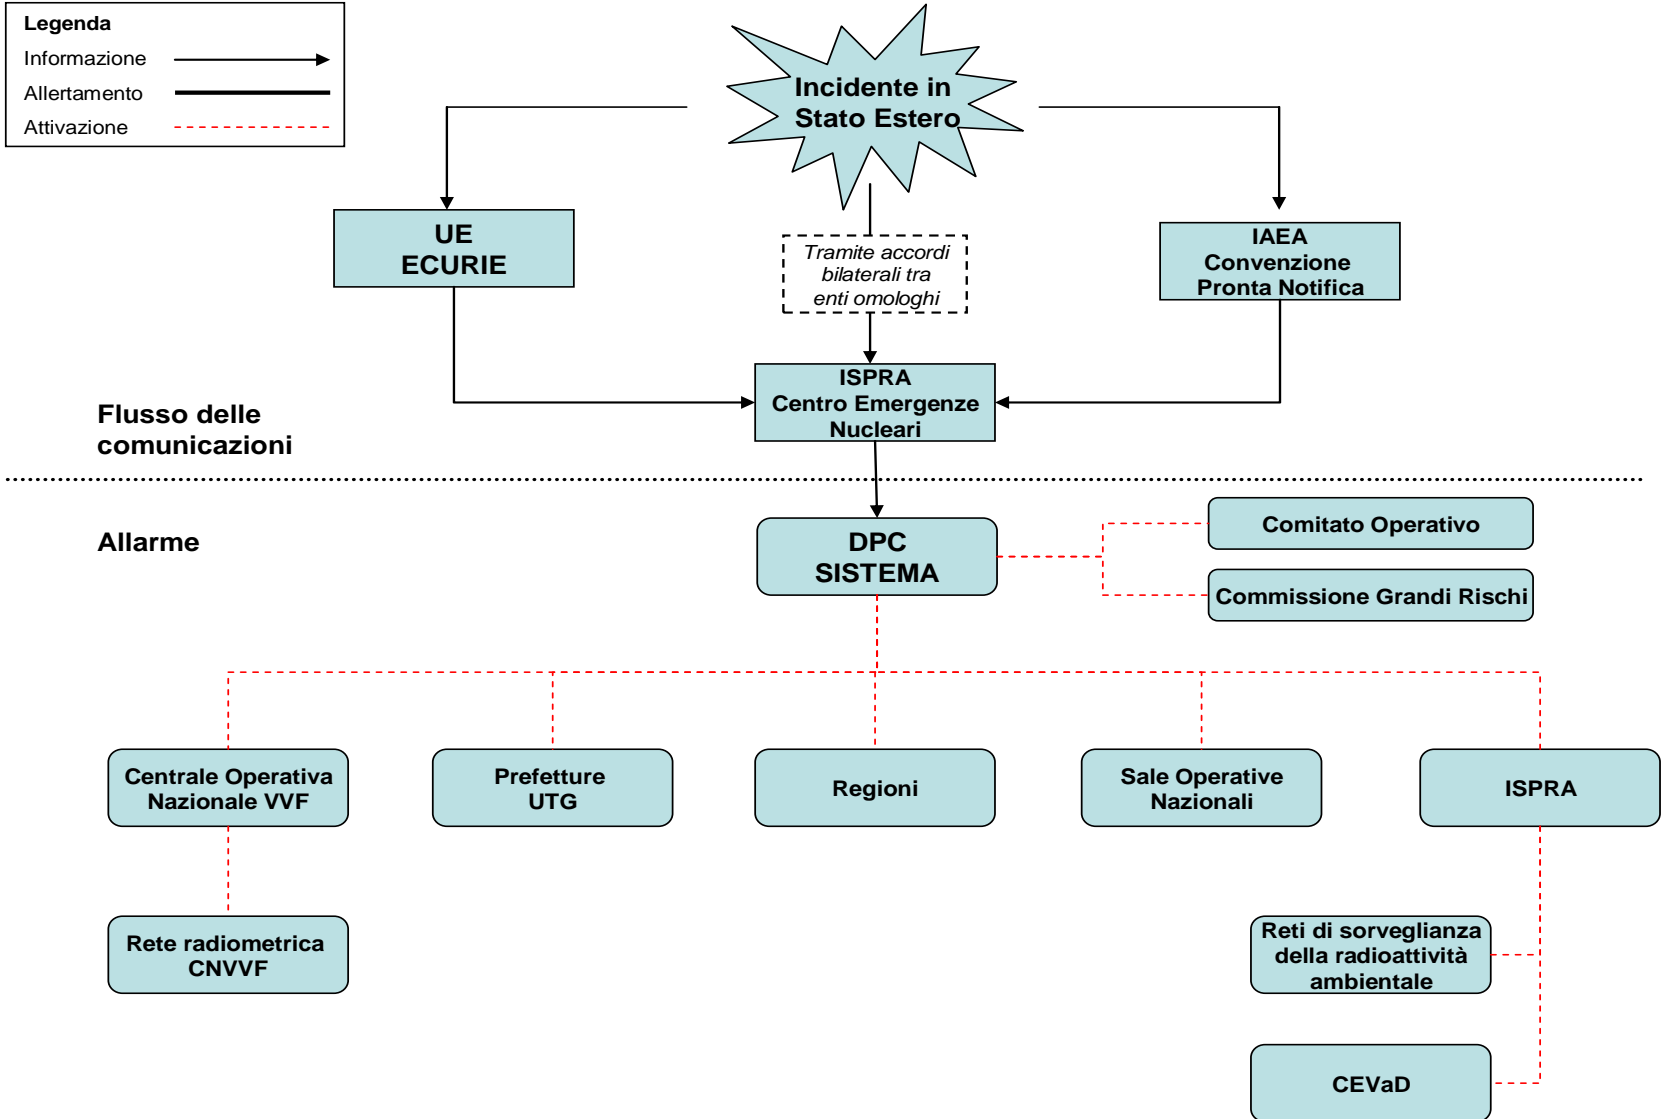 Legenda
Informazione
Allertamento
Attivazione
Incidente in
Stato Estero
UE
ECURIE
Tramite accordi
bilaterali tra
enti omologhi
IAEA
Convenzione
Pronta Notifica
ISPRA
Centro Emergenze
Nucleari
Flusso delle
comunicazioni
Allarme
DPC
SISTEMA
Comitato Operativo
Commissione Grandi Rischi
Centrale Operativa
Nazionale VVF
Prefetture
UTG
Regioni
Sale Operative
Nazionali
ISPRA
Rete radiometrica
CNVVF
Reti di sorveglianza
della radioattività
ambientale
CEVaD